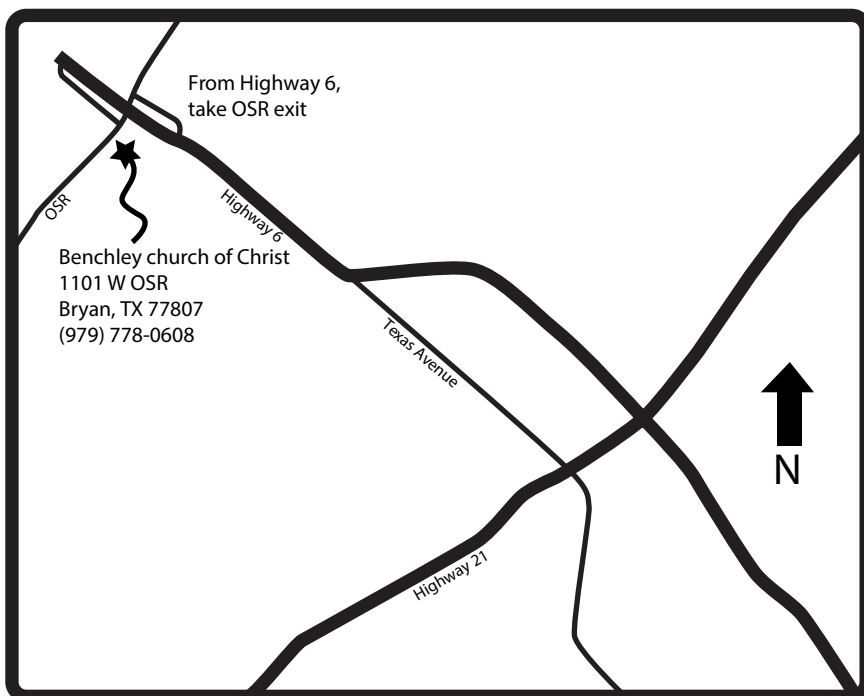 From Highway 6,
take OSR exit
OSR
Highway 6
Benchley church of Christ
1101 W OSR
Bryan, TX 77807
(979) 778-0608
Texas Avenue
N
Highway 21